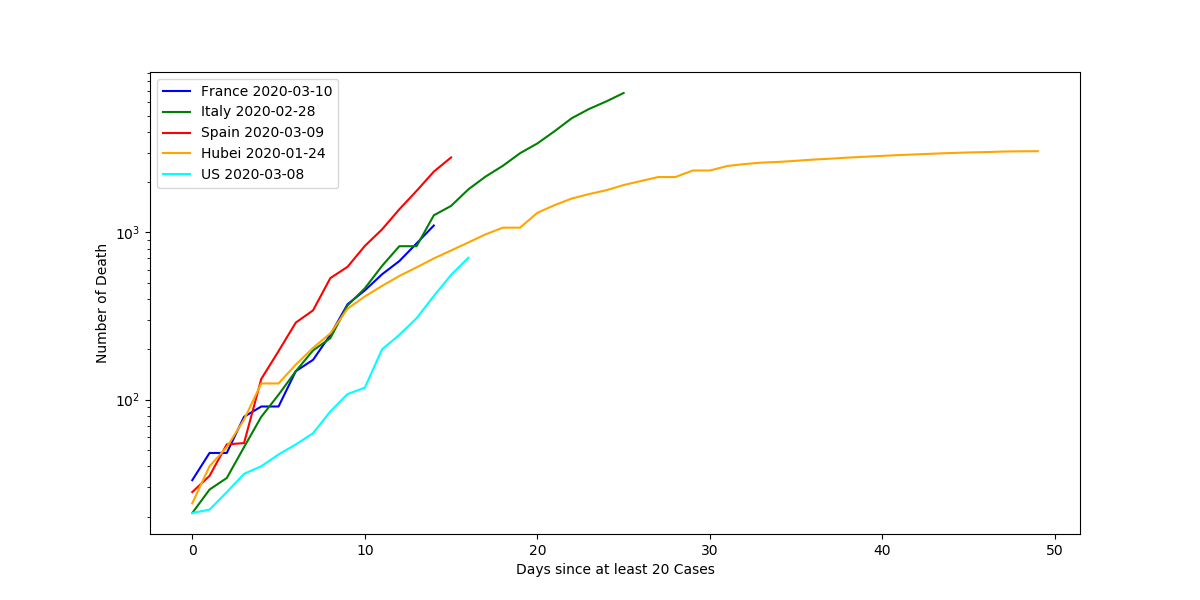 France 2020-03-10
Italy 2020-02-28
Spain 2020-03-09
Hubei 2020-01-24
US 2020-03-08
Number of Death
10³
10²
0 10 20 30 40 50
Days since at least 20 Cases